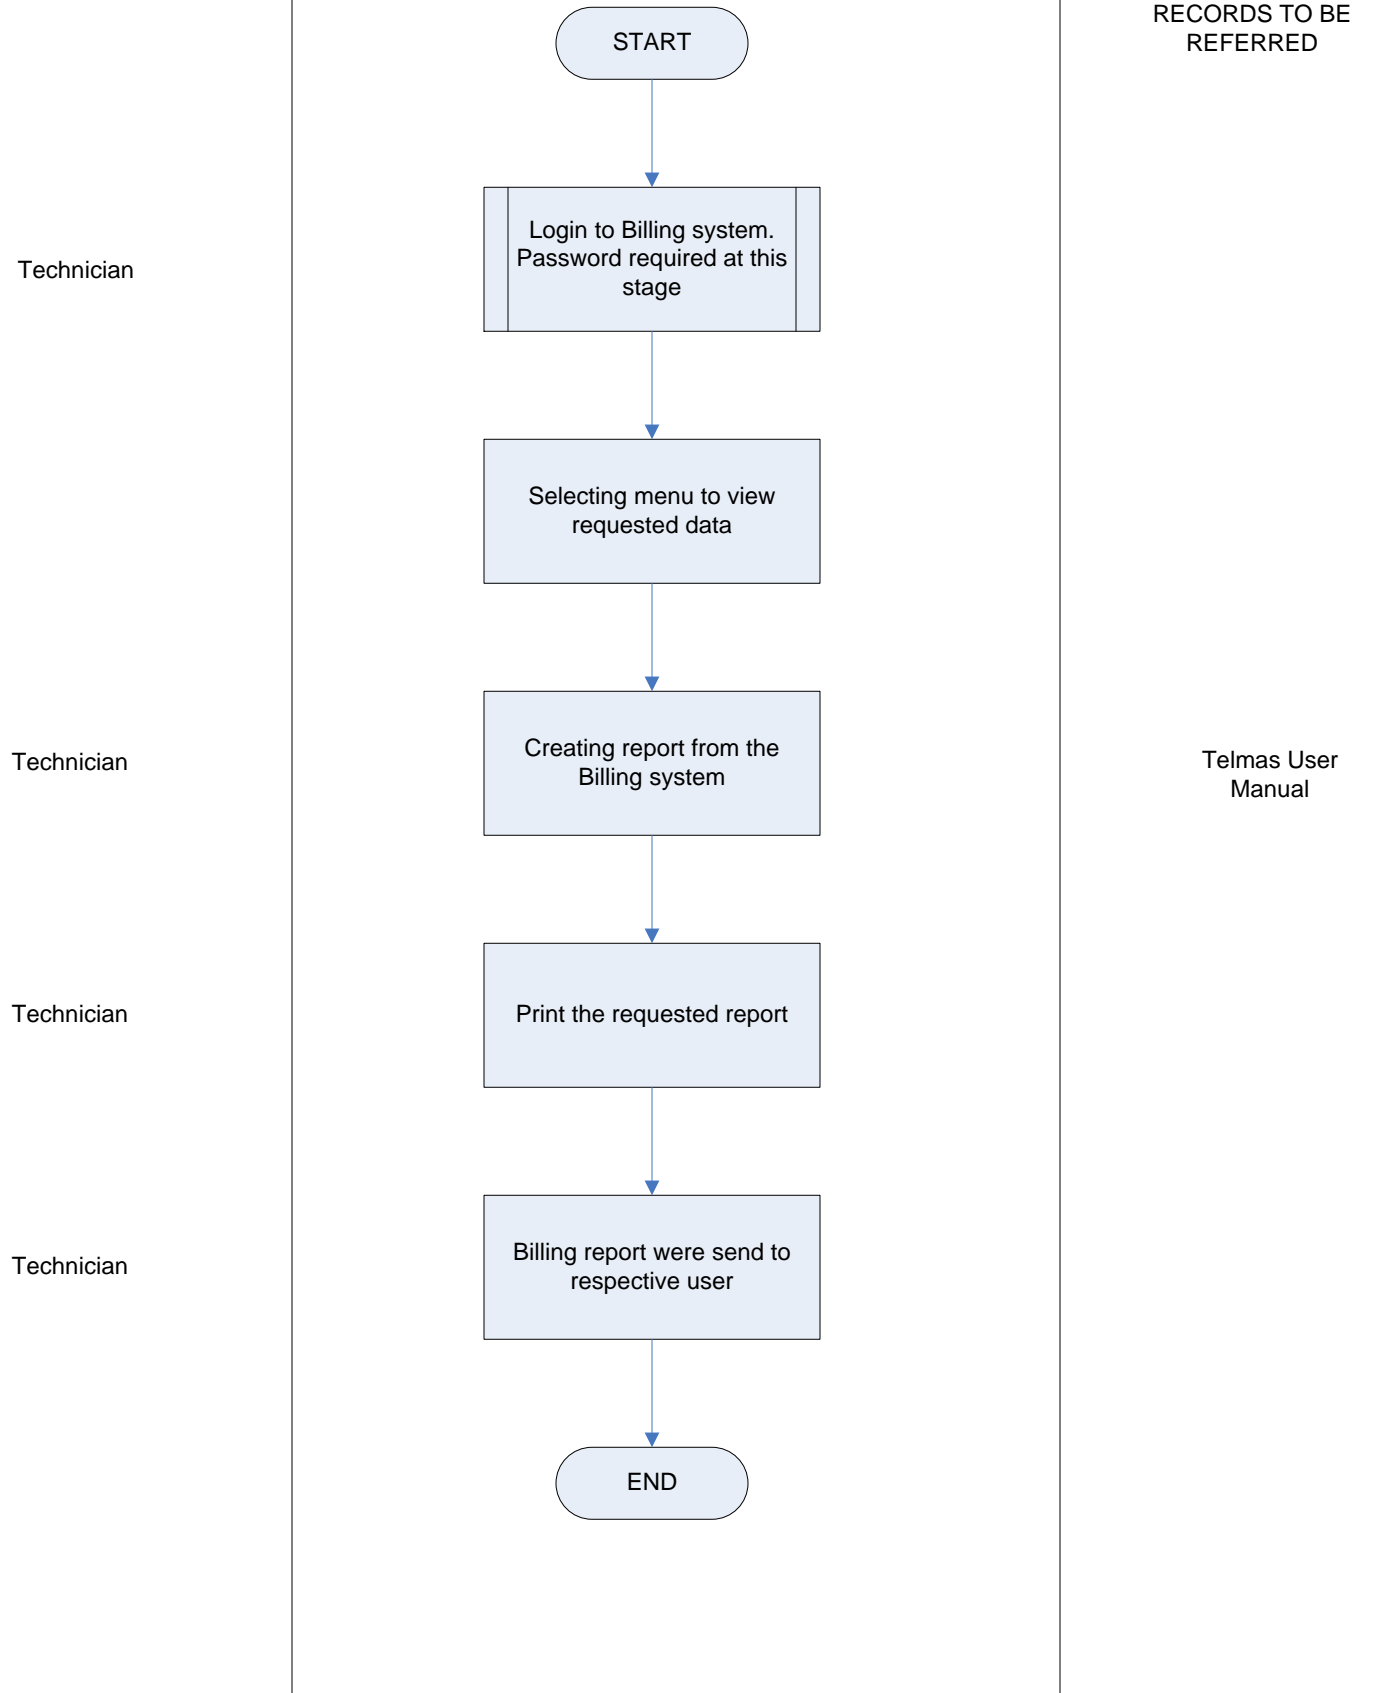 RECORDS TO BE
REFERRED
START
Technician
Login to Billing system.
Password required at this
stage
Selecting menu to view
requested data
Technician
Creating report from the
Billing system
Telmas User
Manual
Technician
Print the requested report
Technician
Billing report were send to
respective user
END